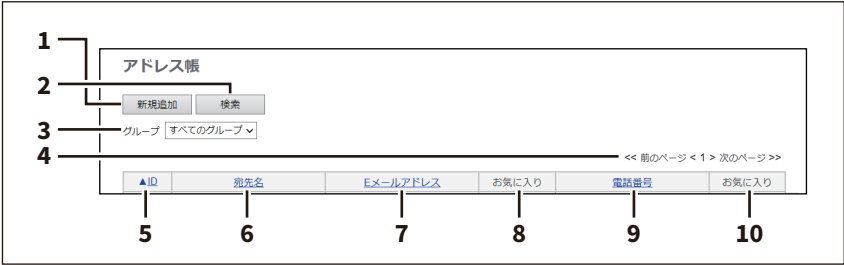 1
アドレス帳
2
新規追加 検索
3
グループ すべてのグループ
4
<< 前のページ < 1 > 次のページ >>
▲ID 宛先名 Eメールアドレス お気に入り 電話番号 お気に入り
5 6 7 8 9 10